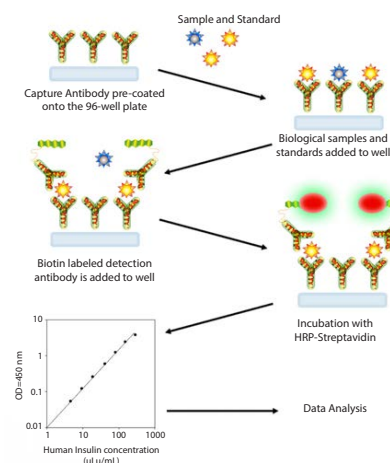 Sample and Standard
Capture Antibody pre-coated
onto the 96-well plate
Biological samples and
standards added to well
Biotin labeled detection
antibody is added to well
Incubation with
HRP-Streptavidin
OD=450 nm
10
1
0.1
0.01
1
10
100
1000
Human Insulin concentration
(uI u/mL)
Data Analysis